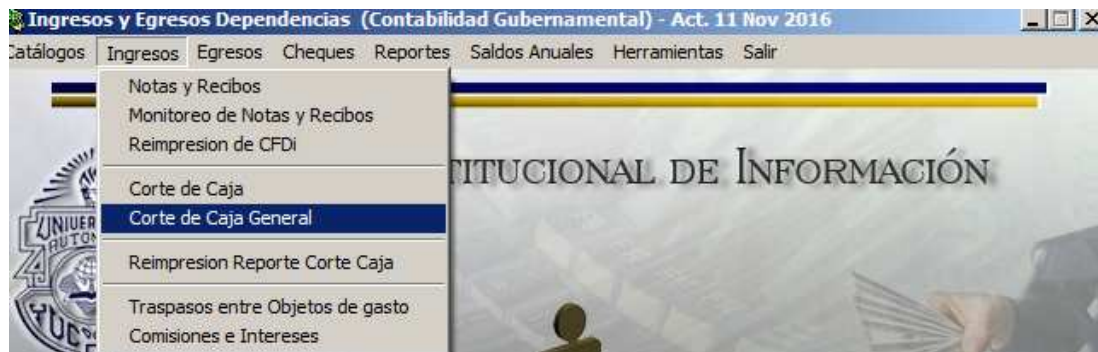 Ingresos y Egresos Dependencias (Contabilidad Gubernamental) - Act. 11 Nov 2016
Catálogos Ingresos Egresos Cheques Reportes Saldos Anuales Herramientas Salir
Notas y Recibos
Monitoreo de Notas y Recibos
Reimpresion de CFDi
TITUCIONAL DE INFORMACIÓN
Corte de Caja
Corte de Caja General
Reimpresion Reporte Corte Caja
Traspasos entre Objetos de gasto
Comisiones e Intereses